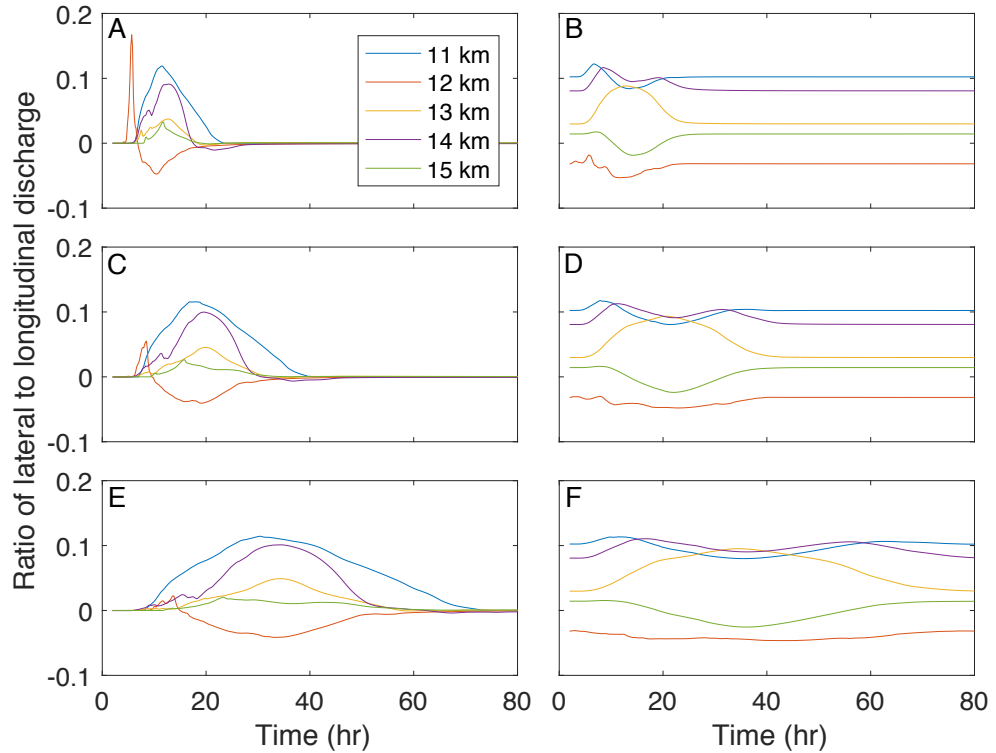 Ratio of lateral to longitudinal discharge
A
0.2
0.1
0
-0.1
11 km
12 km
13 km
14 km
15 km
B
C
0.2
0.1
0
-0.1
D
E
0.2
0.1
0
-0.1
0 20 40 60 80
Time (hr)
F
0 20 40 60 80
Time (hr)